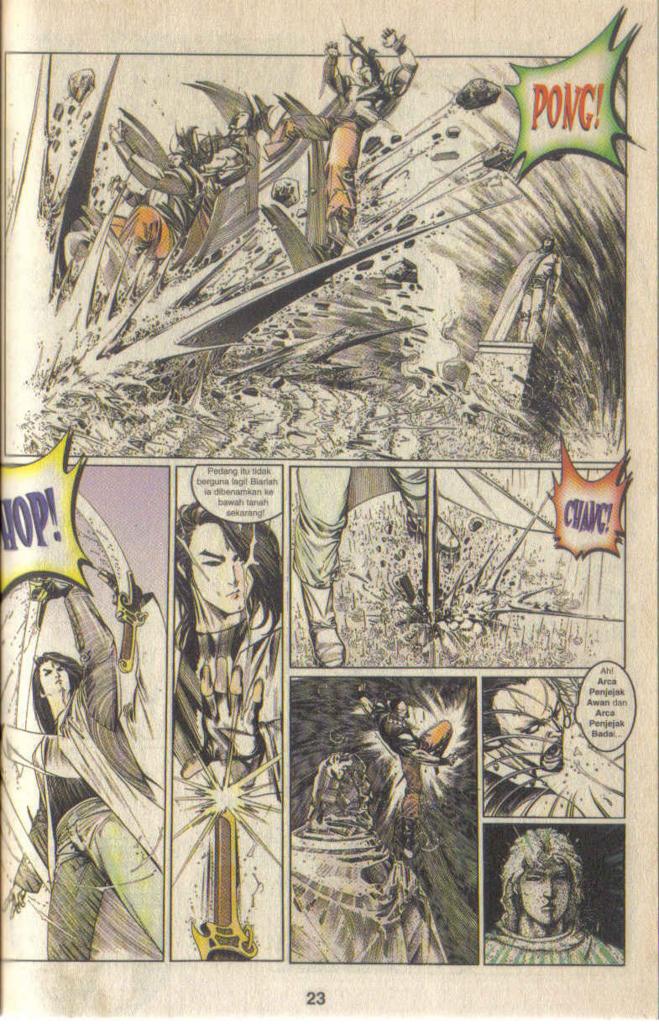 PONG!
HOP!
Pedang itu tidak
berguna lagi! Biarlah
ia dibenamkan ke
bawah tanah
sekarang!
CHANG!
Ah!
Arca
Penjejak
Awan dan
Arca
Penjejak
Badai...
23